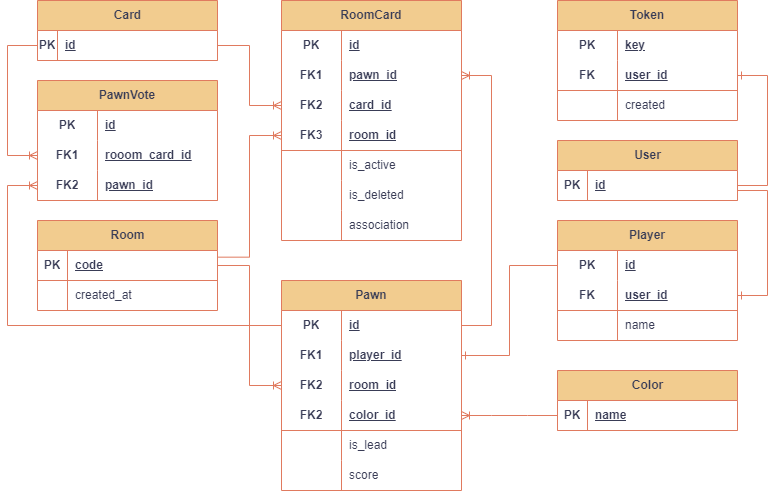 Card
PK id
PawnVote
PK id
FK1 rooom_card_id
FK2 pawn_id
Room
PK code
created_at
RoomCard
PK id
FK1 pawn_id
FK2 card_id
FK3 room_id
is_active
is_deleted
association
Pawn
PK id
FK1 player_id
FK2 room_id
FK2 color_id
is_lead
score
Token
PK key
FK user_id
created
User
PK id
Player
PK id
FK user_id
name
Color
PK name